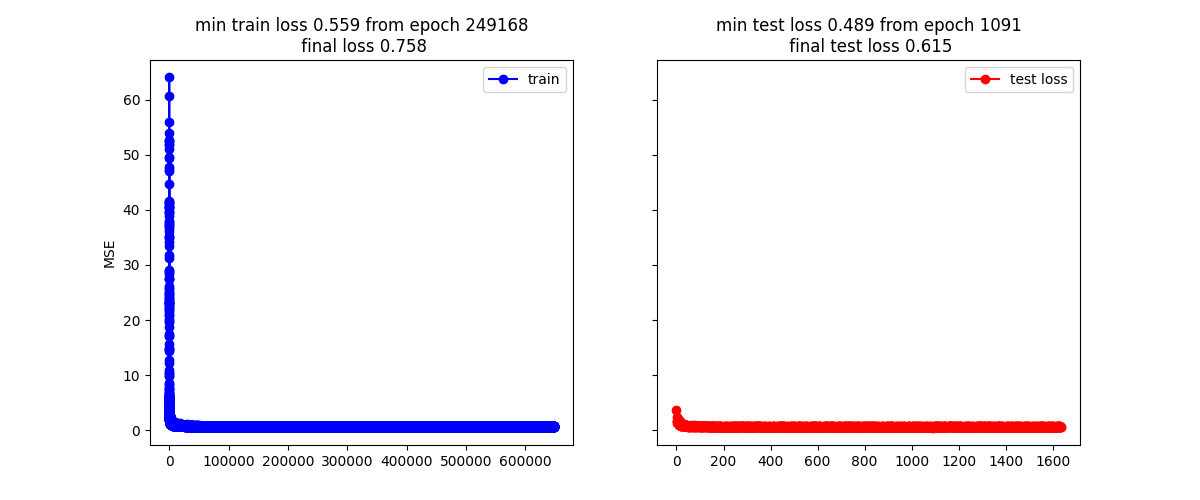 min train loss 0.559 from epoch 249168
final loss 0.758
train
MSE
60
50
40
30
20
10
0
0 100000 200000 300000 400000 500000 600000
min test loss 0.489 from epoch 1091
final test loss 0.615
test loss
0 200 400 600 800 1000 1200 1400 1600